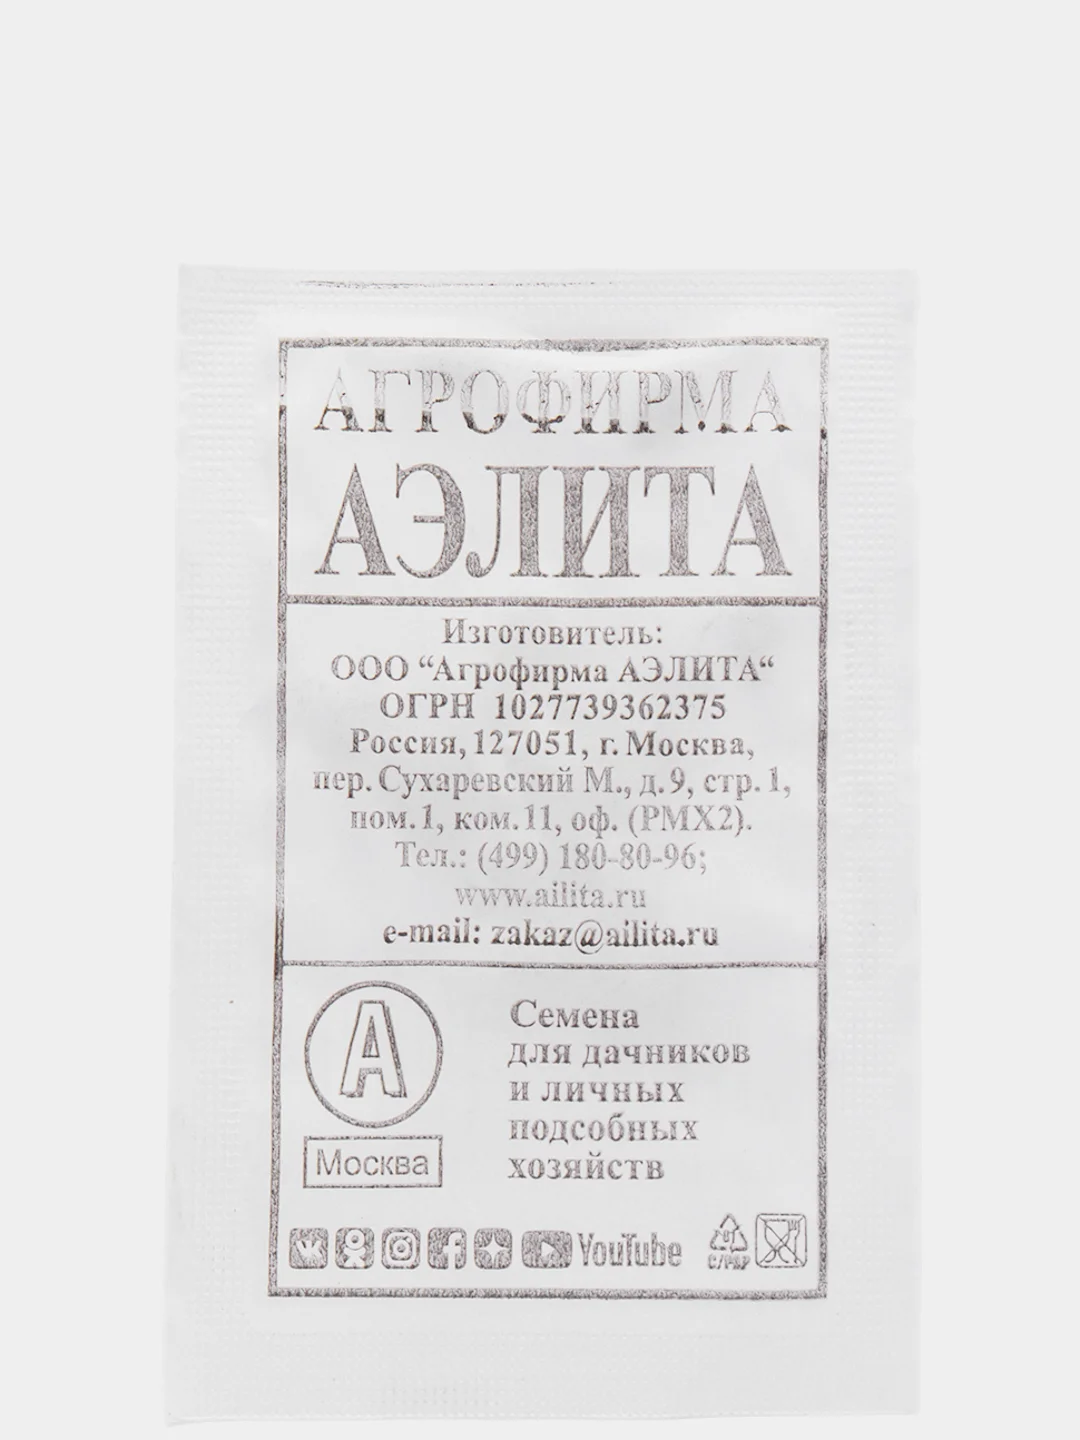 АГРОФИРМА
АЭЛИТА
Изготовитель:
ООО “Агрофирма АЭЛИТА“
ОГРН 1027739362375
Россия, 127051, г. Москва,
пер. Сухаревский М., д. 9, стр. 1,
пом. 1, ком. 11, оф. (РМХ2).
Тел.: (499) 180-80-96;
www.ailita.ru
e-mail: zakaz@ailita.ru
А
Москва
Семена
для дачников
и личных
подсобных
хозяйств
YouTube
C/PAP